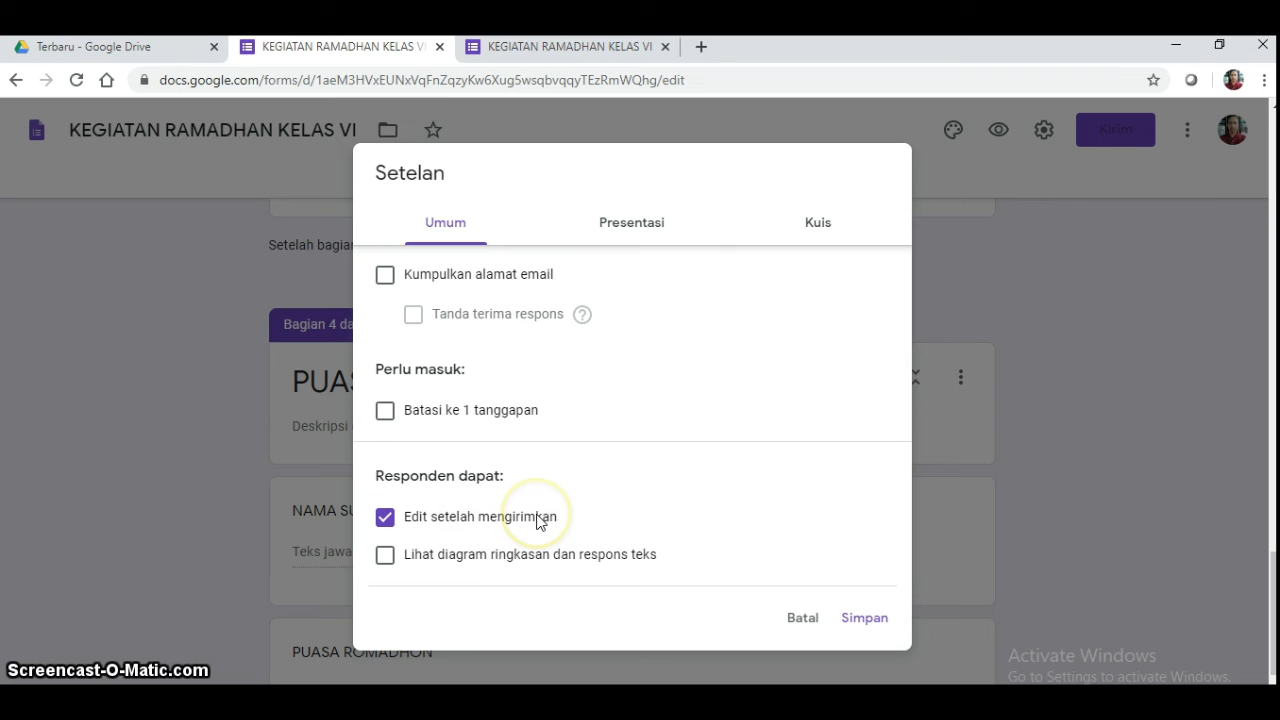 Terbaru - Google Drive
KEGIATAN RAMADHAN KELAS VI
KEGIATAN RAMADHAN KELAS VI
docs.google.com/forms/d/1aeM3HVxEUNxVqFnZqzyKw6Xug5wsqbvqqyTEzRmWQhg/edit
KEGIATAN RAMADHAN KELAS VI
Kirim
Setelan
Umum
Presentasi
Kuis
Setelah bagian
Kumpulkan alamat email
Tanda terima respons
Bagian 4 da
Perlu masuk:
PUAS
Batasi ke 1 tanggapan
Deskripsi
Responden dapat:
NAMA SU
Edit setelah mengirimkan
Teks jawa
Lihat diagram ringkasan dan respons teks
Batal
Simpan
PUASA ROMADHON
Activate Windows
Go to Settings to activate Windows.
Screencast-O-Matic.com